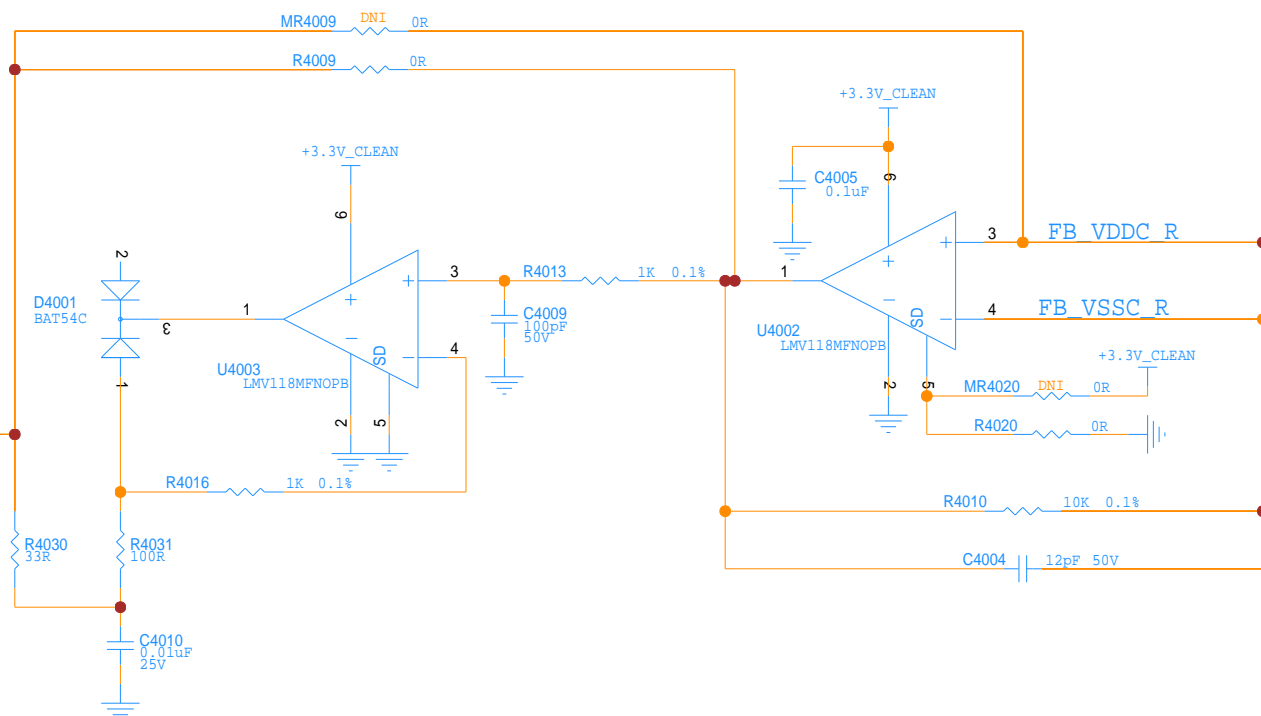 MR4009 DNI 0R
R4009 0R
+3.3V_CLEAN
+3.3V_CLEAN
C4005
0.1uF
6
9
3 FB_VDDC_R
+
+
2
D4001
BAT54C
3
1
3
+
R4013 1K 0.1%
1
C4009
100pF
50V
+
−
4 FB_VSSC_R
−
SD
U4002
LMV118MFNOPB
−
4
−
SD
U4003
LMV118MFNOPB
+3.3V_CLEAN
1
2
5
MR4020 DNI 0R
2
5
R4020 0R
R4016 1K 0.1%
R4010 10K 0.1%
R4030
33R
R4031
100R
C4004 12pF 50V
C4010
0.01uF
25V